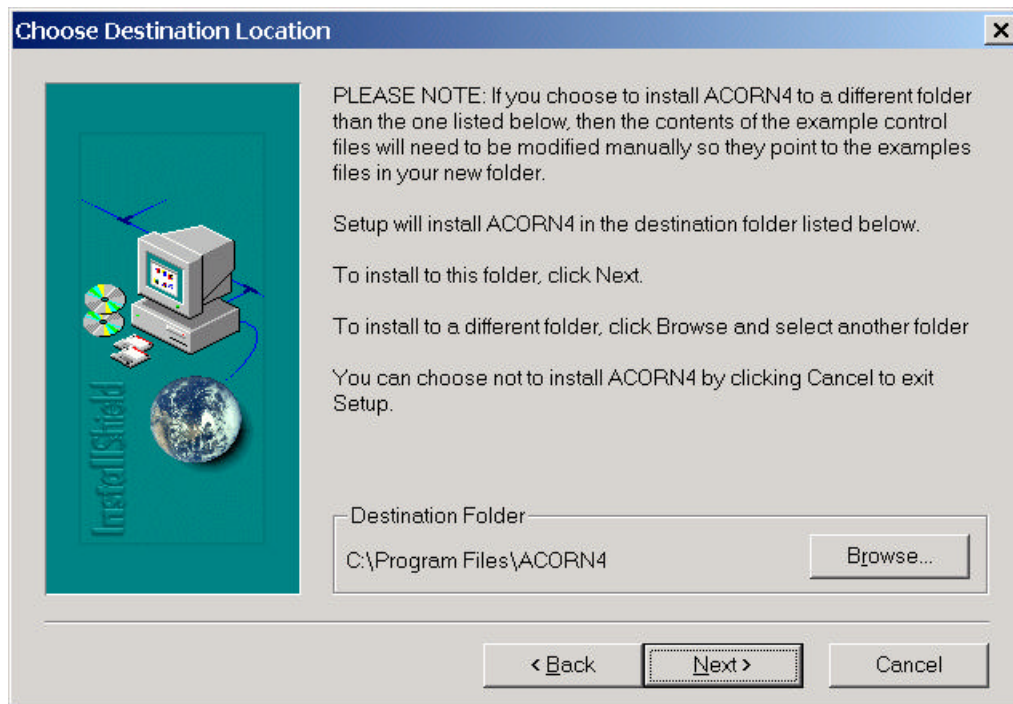 Choose Destination Location
PLEASE NOTE: If you choose to install ACORN4 to a different folder
than the one listed below, then the contents of the example control
files will need to be modified manually so they point to the examples
files in your new folder.
Setup will install ACORN4 in the destination folder listed below.
To install to this folder, click Next.
To install to a different folder, click Browse and select another folder
You can choose not to install ACORN4 by clicking Cancel to exit
Setup.
InstallShield
Destination Folder
C:\Program Files\ACORN4
Browse...
< Back
Next >
Cancel